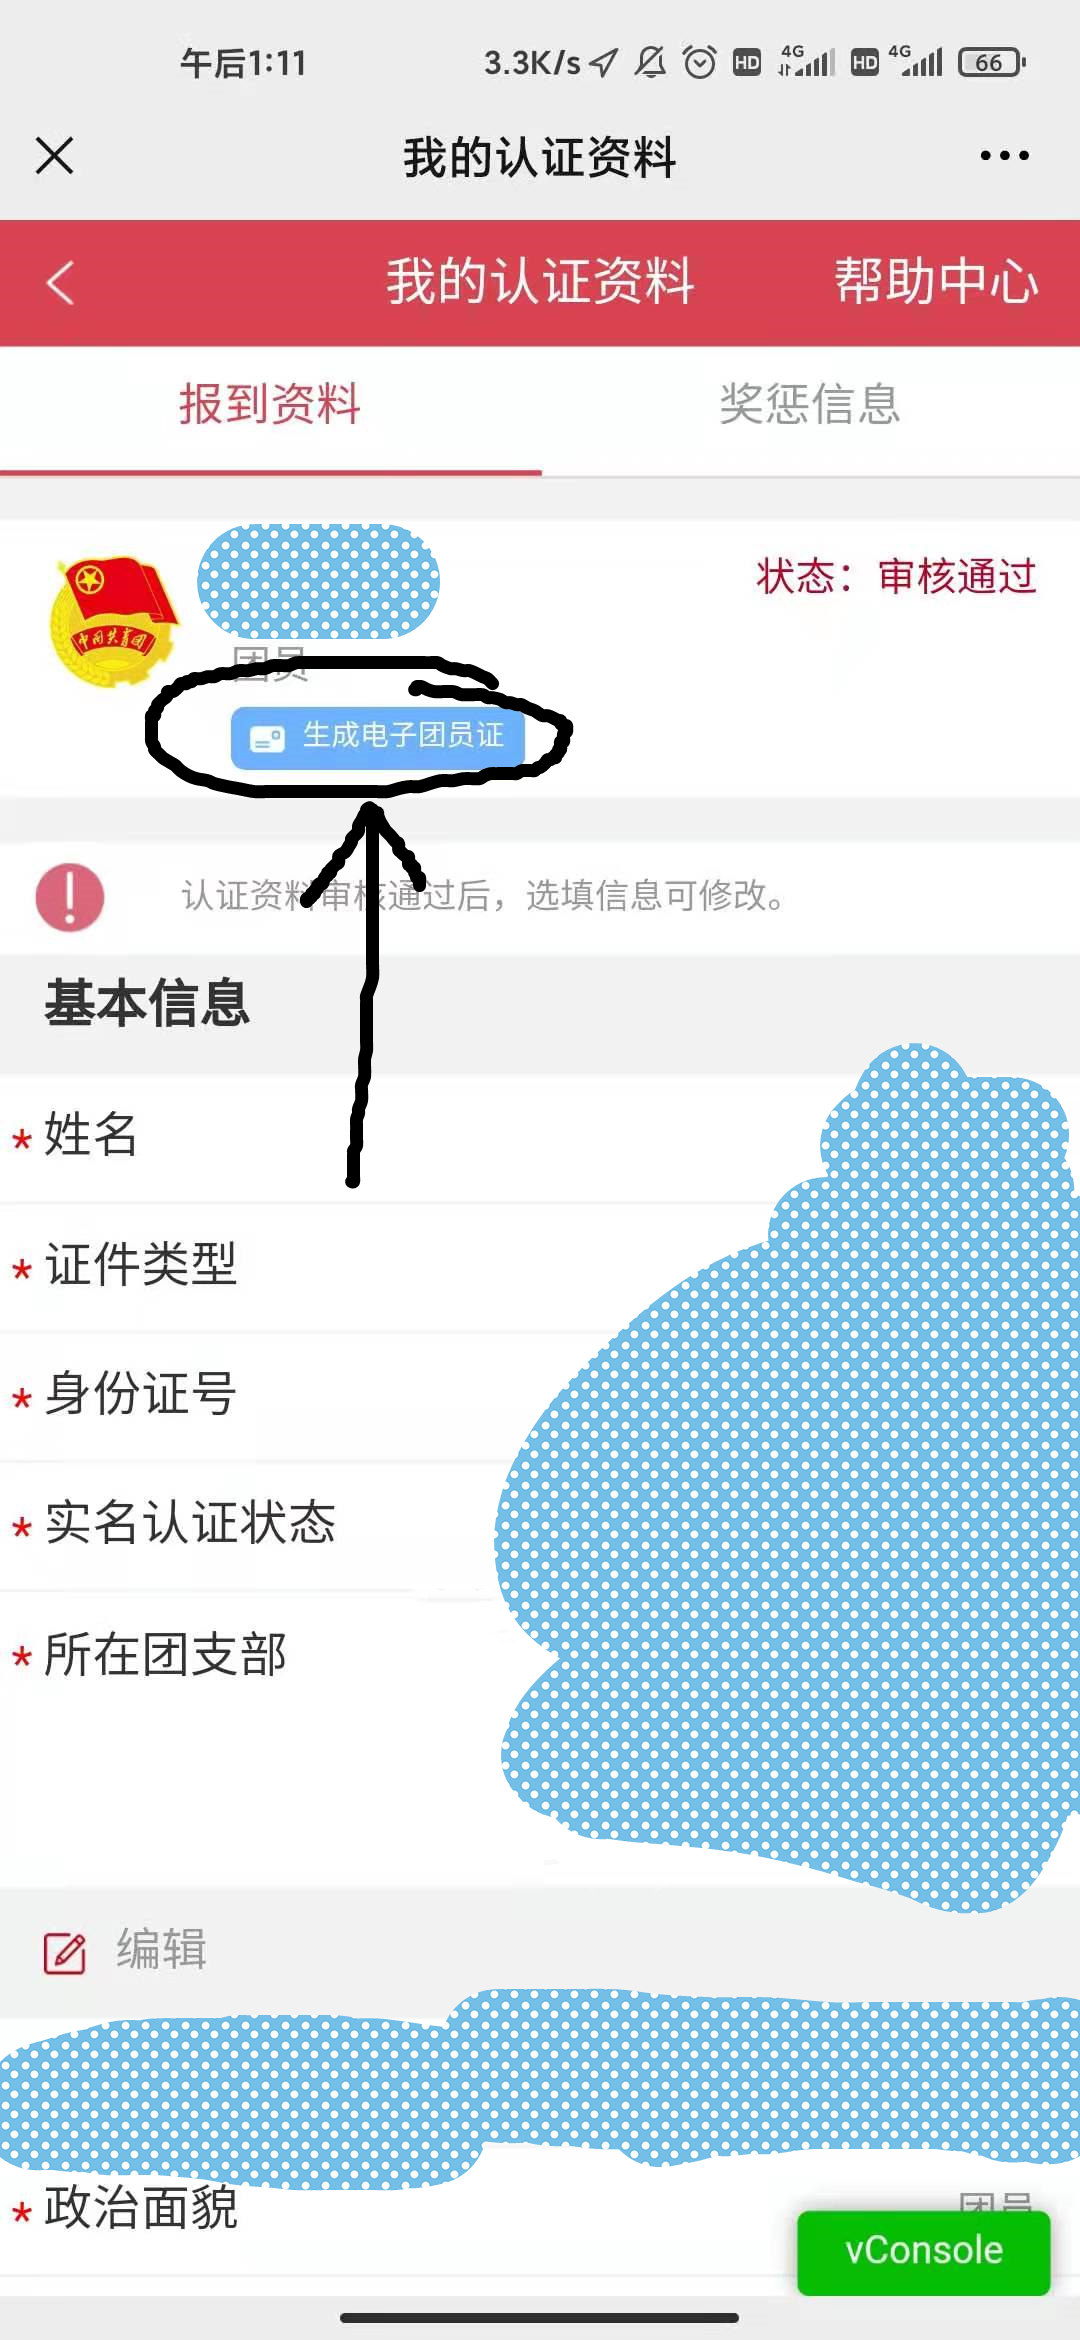 午后1:11 3.3K/s HD 4G HD 4G 66
我的认证资料
我的认证资料 帮助中心
报到资料 奖惩信息
状态：审核通过
中国共青团
团员
生成电子团员证
认证资料审核通过后，选填信息可修改。
基本信息
* 姓名
* 证件类型
* 身份证号
* 实名认证状态
* 所在团支部
编辑
* 政治面貌 团员
vConsole